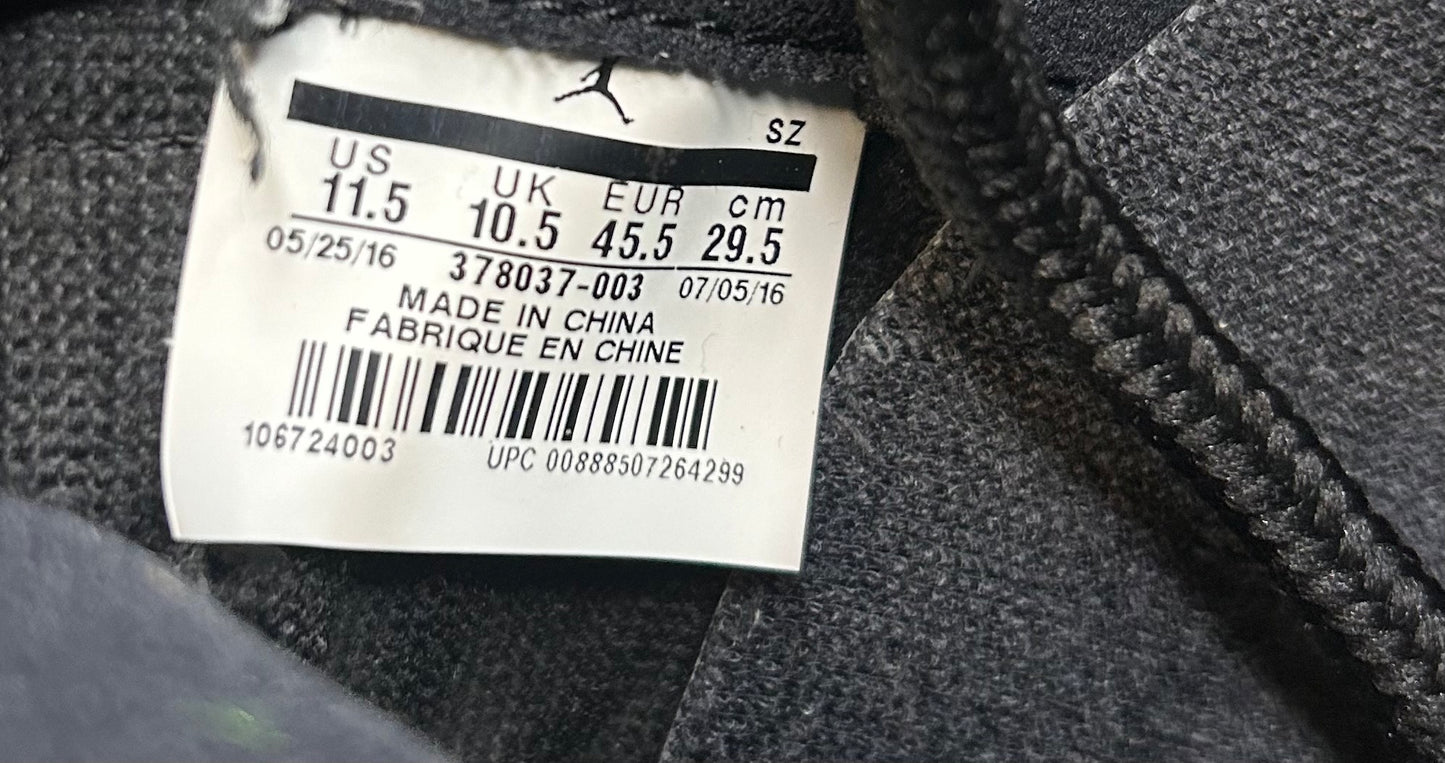 SZ
US UK EUR cm
11.5 10.5 45.5 29.5
05/25/16 378037-003 07/05/16
MADE IN CHINA
FABRIQUE EN CHINE
106724003 UPC 00888507264299